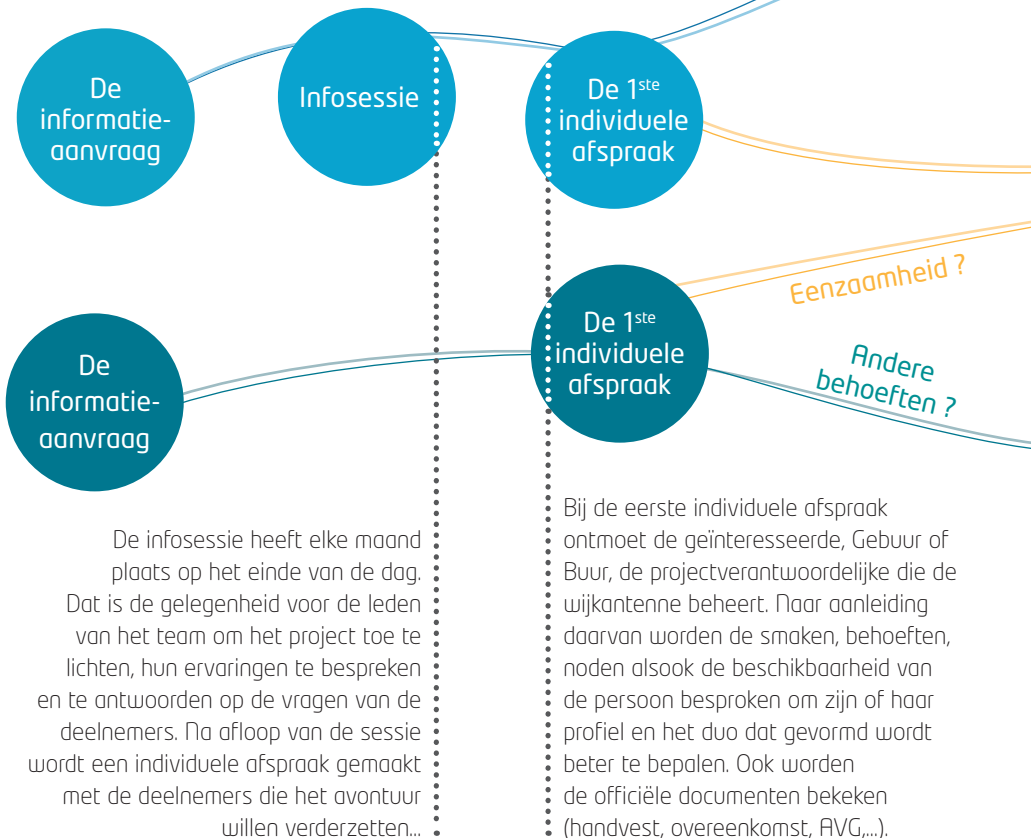 De
informatie-
aanvraag
Infosessie
De 1ste
individuele
afspraak
Eenzaamheid ?
De
informatie-
aanvraag
De 1ste
individuele
afspraak
Andere
behoeften ?
De infosessie heeft elke maand
plaats op het einde van de dag.
Dat is de gelegenheid voor de leden
van het team om het project toe te
lichten, hun ervaringen te bespreken
en te antwoorden op de vragen van de
deelnemers. Na afloop van de sessie
wordt een individuele afspraak gemaakt
met de deelnemers die het avontuur
willen verderzetten...
Bij de eerste individuele afspraak
ontmoet de geïnteresseerde, Gebuur of
Buur, de projectverantwoordelijke die de
wijkantenne beheert. Naar aanleiding
daarvan worden de smaken, behoeften,
noden alsook de beschikbaarheid van
de persoon besproken om zijn of haar
profiel en het duo dat gevormd wordt
beter te bepalen. Ook worden
de officiële documenten bekeken
(handvest, overeenkomst, AVG,...).